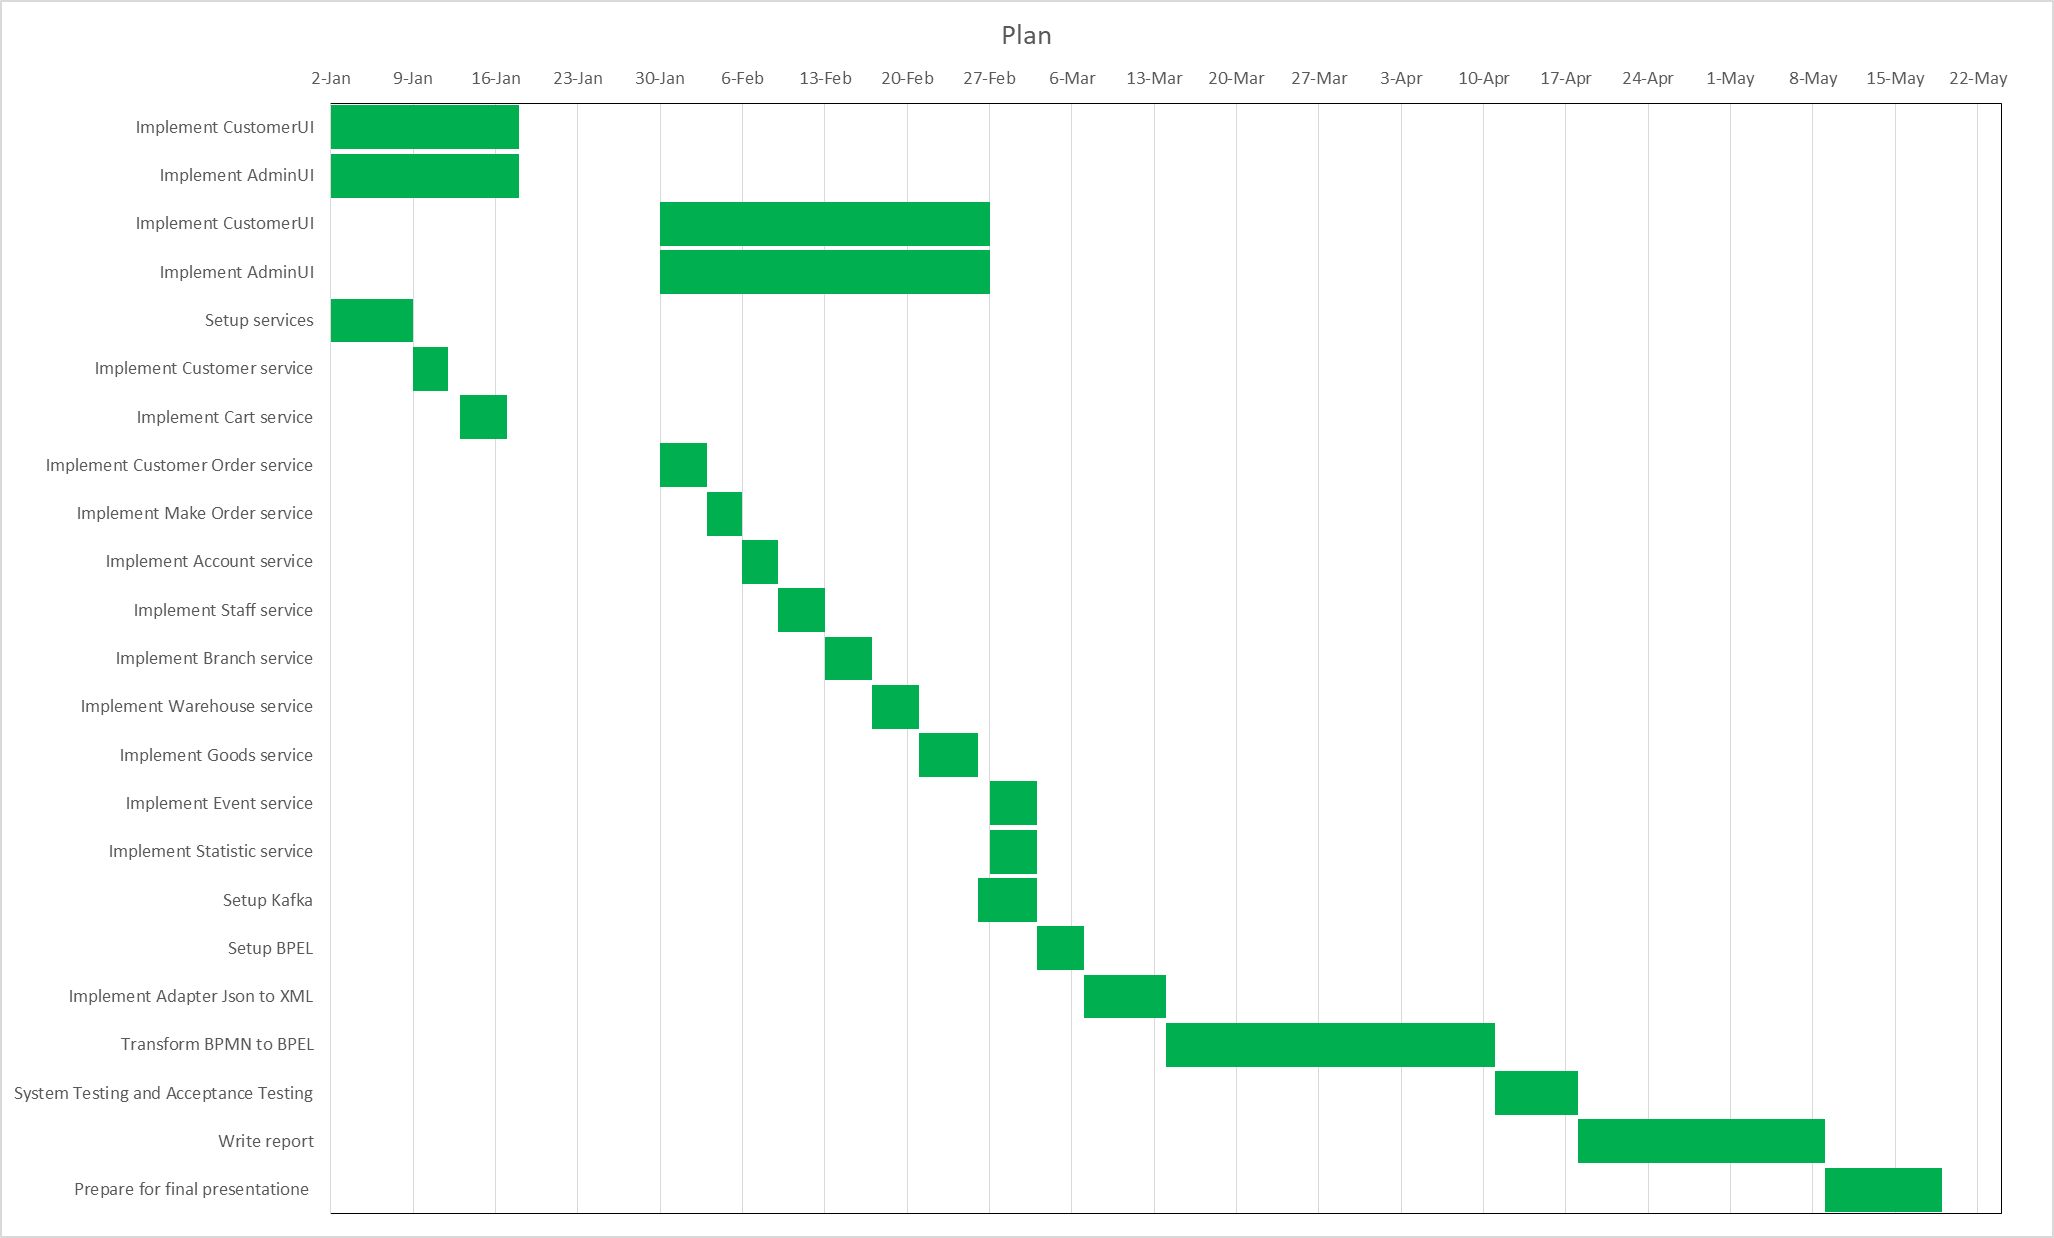 Plan
2-Jan 9-Jan 16-Jan 23-Jan 30-Jan 6-Feb 13-Feb 20-Feb 27-Feb 6-Mar 13-Mar 20-Mar 27-Mar 3-Apr 10-Apr 17-Apr 24-Apr 1-May 8-May 15-May 22-May
Implement CustomerUI
Implement AdminUI
Implement CustomerUI
Implement AdminUI
Setup services
Implement Customer service
Implement Cart service
Implement Customer Order service
Implement Make Order service
Implement Account service
Implement Staff service
Implement Branch service
Implement Warehouse service
Implement Goods service
Implement Event service
Implement Statistic service
Setup Kafka
Setup BPEL
Implement Adapter Json to XML
Transform BPMN to BPEL
System Testing and Acceptance Testing
Write report
Prepare for final presentatione